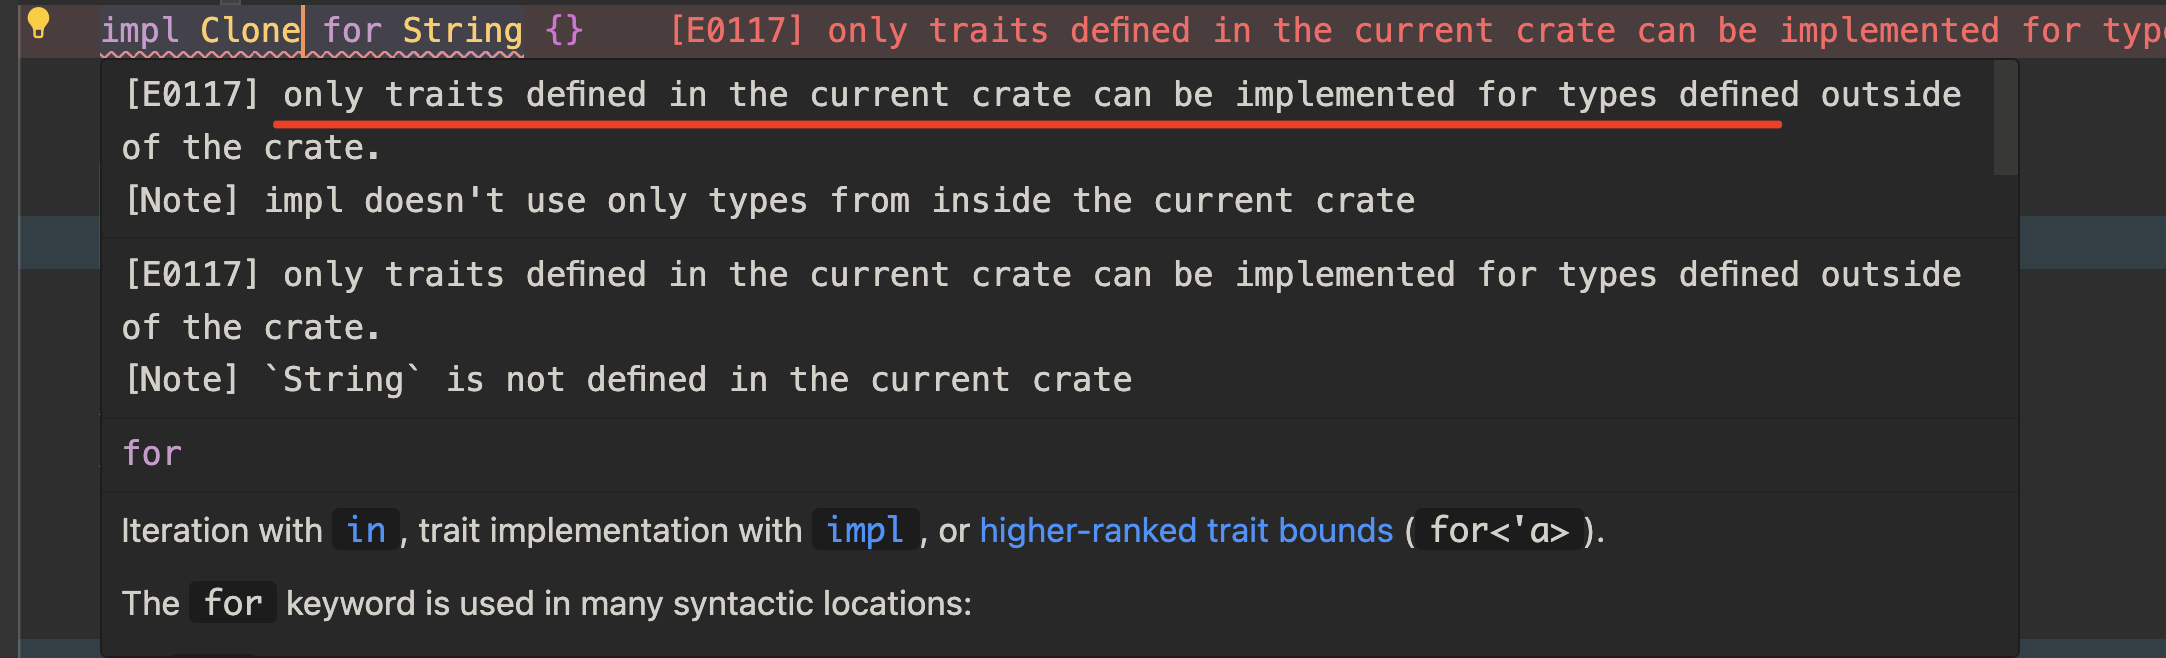 impl Clone for String {} [E0117] only traits defined in the current crate can be implemented for type
[E0117] only traits defined in the current crate can be implemented for types defined outside
of the crate.
[Note] impl doesn't use only types from inside the current crate
[E0117] only traits defined in the current crate can be implemented for types defined outside
of the crate.
[Note] `String` is not defined in the current crate
for
Iteration with in, trait implementation with impl, or higher-ranked trait bounds (for<'a>).
The for keyword is used in many syntactic locations: